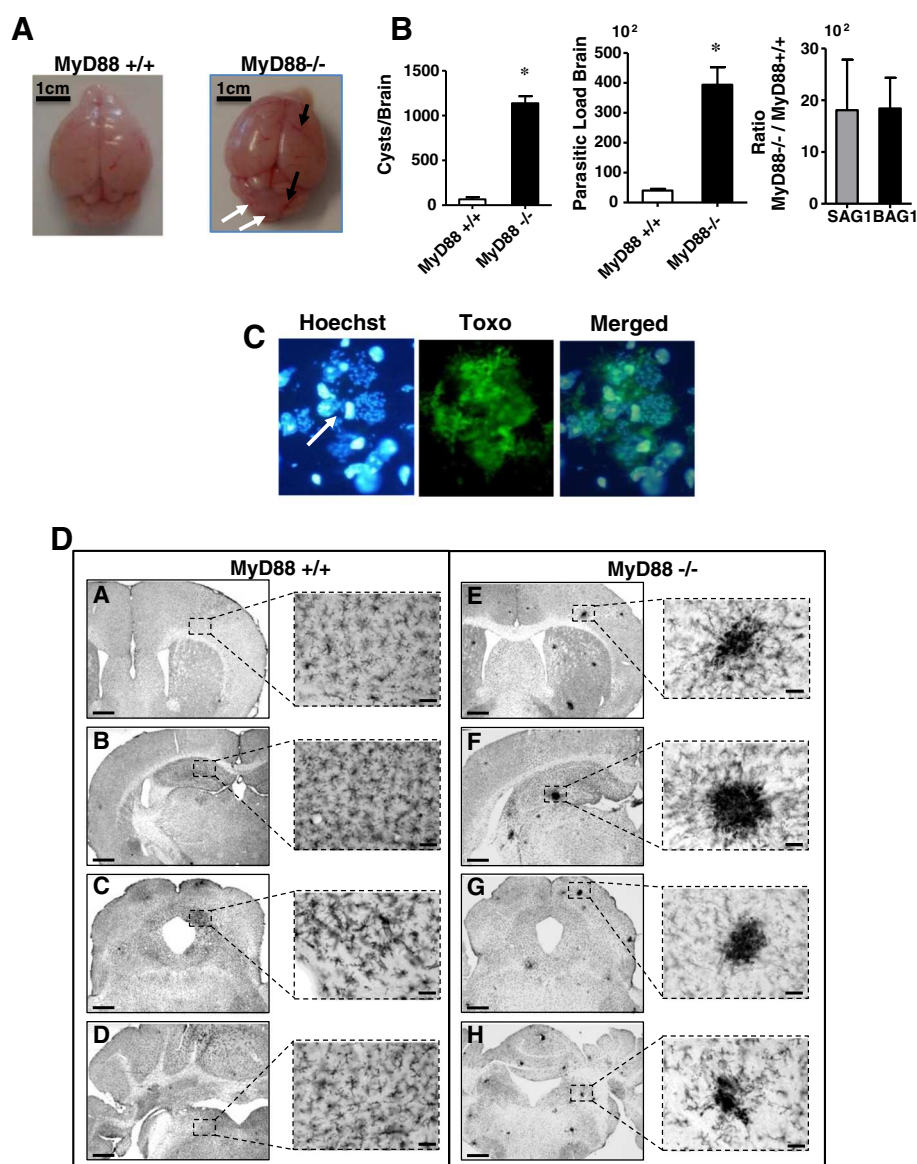 A
MyD88 +/+
1cm
MyD88-/-
1cm
B
Cysts/Brain
1500
1000
500
0
*
MyD88 +/+
MyD88 -/-
Parasitic Load Brain
10²
500
400
300
200
100
0
*
MyD88 +/+
MyD88-/-
Ratio
MyD88-/- / MyD88+/+
10²
30
20
10
0
SAG1 BAG1
C
Hoechst
Toxo
Merged
D
MyD88 +/+
MyD88 -/-
A
E
B
F
C
G
D
H